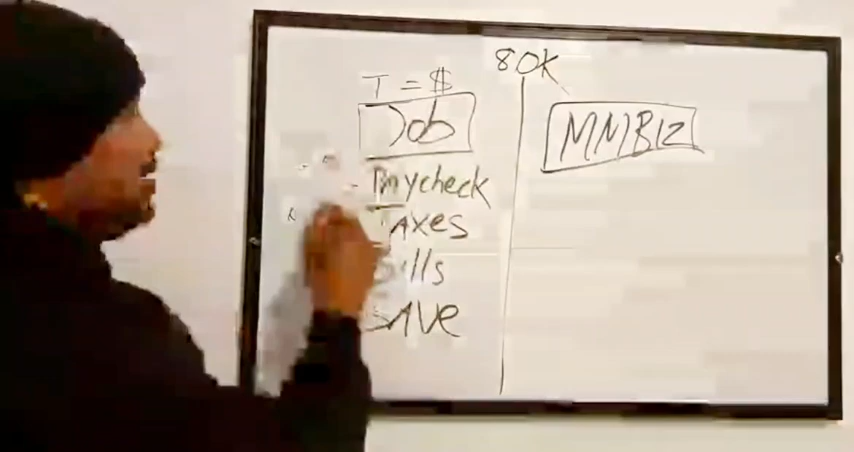 80K
T = $
Job
MMBIZ
Paycheck
TAXES
Bills
SAVE